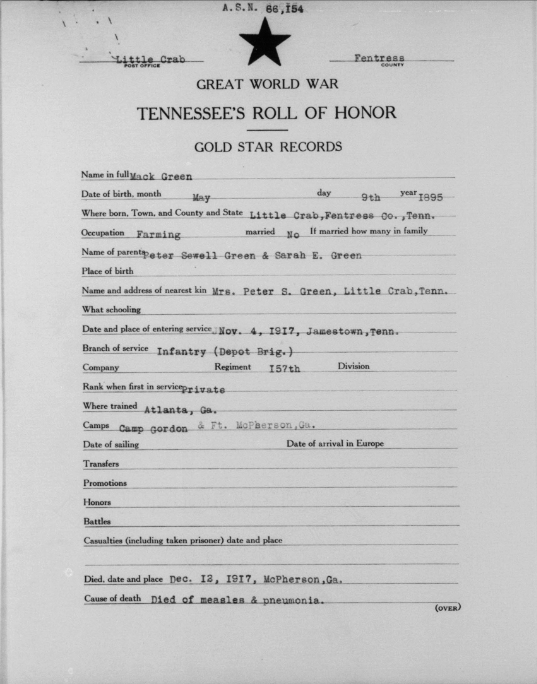 A.S.N. 86,154
Little Crab Fentress
POST OFFICE COUNTY
GREAT WORLD WAR
TENNESSEE'S ROLL OF HONOR
GOLD STAR RECORDS
Name in full Mack Green
Date of birth, month May day 9th year 1895
Where born, Town, and County and State Little Crab,Fentress Co.,Tenn.
Occupation Farming married No If married how many in family
Name of parents Peter Sewell Green & Sarah E. Green
Place of birth
Name and address of nearest kin Mrs. Peter S. Green, Little Crab,Tenn.
What schooling
Date and place of entering service Nov. 4, 1917, Jamestown,Tenn.
Branch of service Infantry (Depot Brig.)
Company Regiment 157th Division
Rank when first in service Private
Where trained Atlanta, Ga.
Camps Camp Gordon & Ft. McPherson,Ga.
Date of sailing Date of arrival in Europe
Transfers
Promotions
Honors
Battles
Casualties (including taken prisoner) date and place
Died, date and place Dec. 12, 1917, McPherson,Ga.
Cause of death Died of measles & pneumonia.
(OVER)